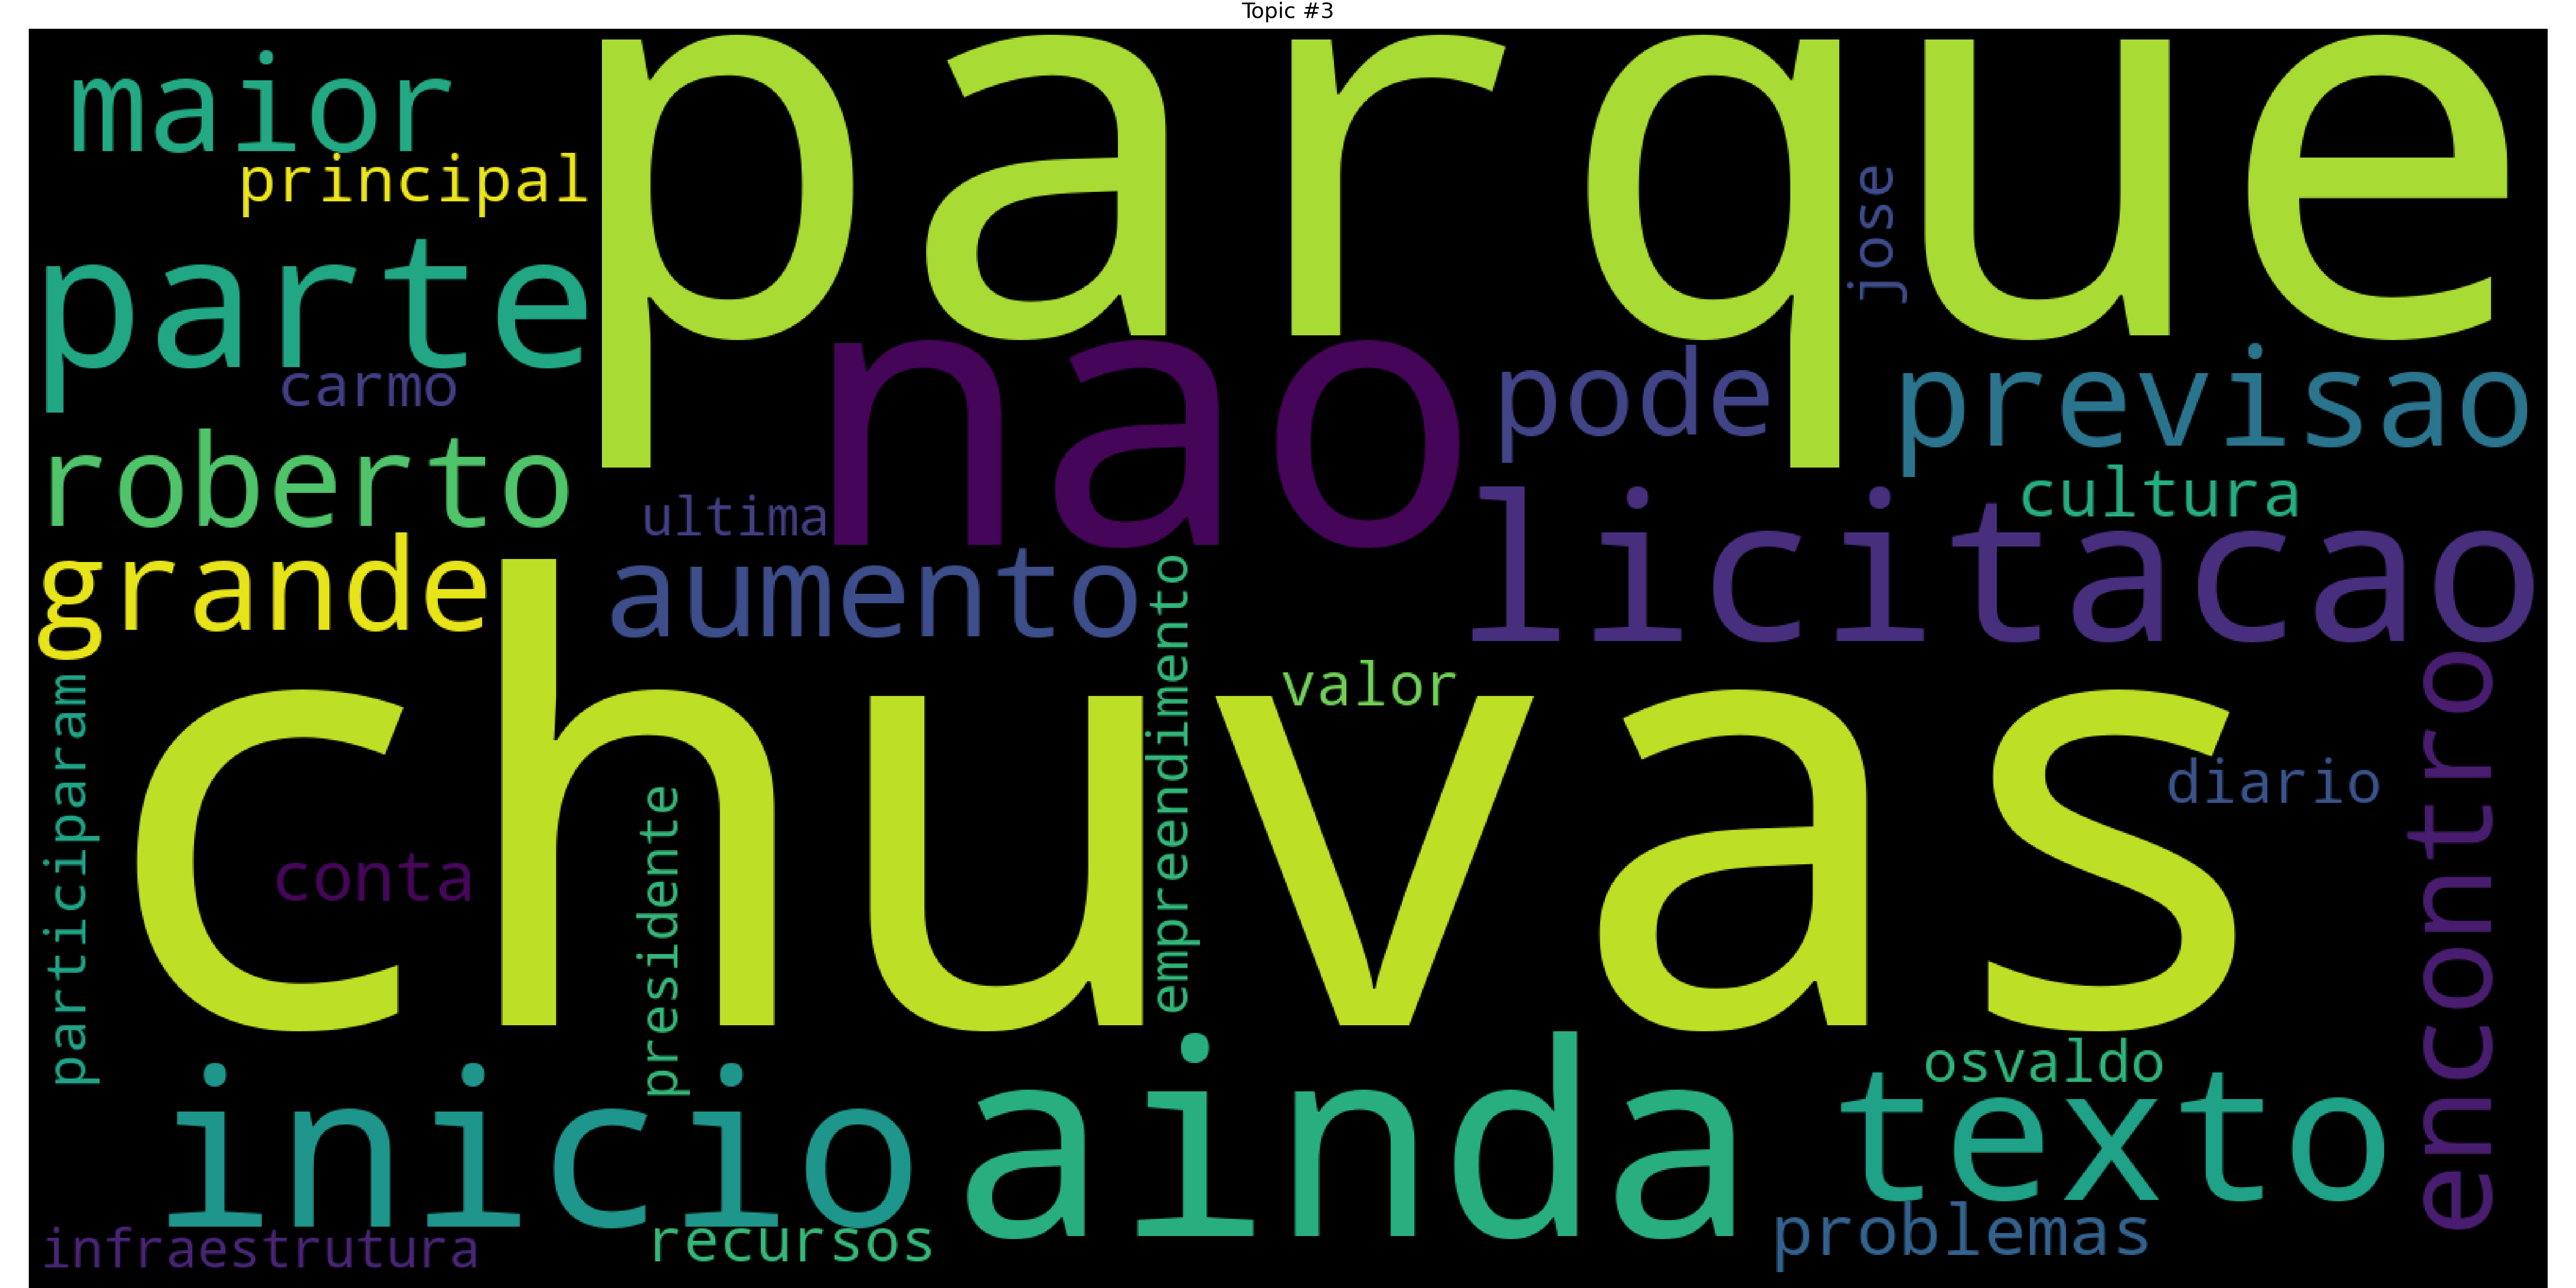 Topic #3
maior
parque
principal
jose
parte
nao
pode
previsao
carmo
roberto
ultima
cultura
licitacao
grande
aumento
empreendimento
chuvas
valor
encontro
participaram
diario
presidente
conta
inicio
ainda
osvaldo
texto
infraestrutura
recursos
problemas